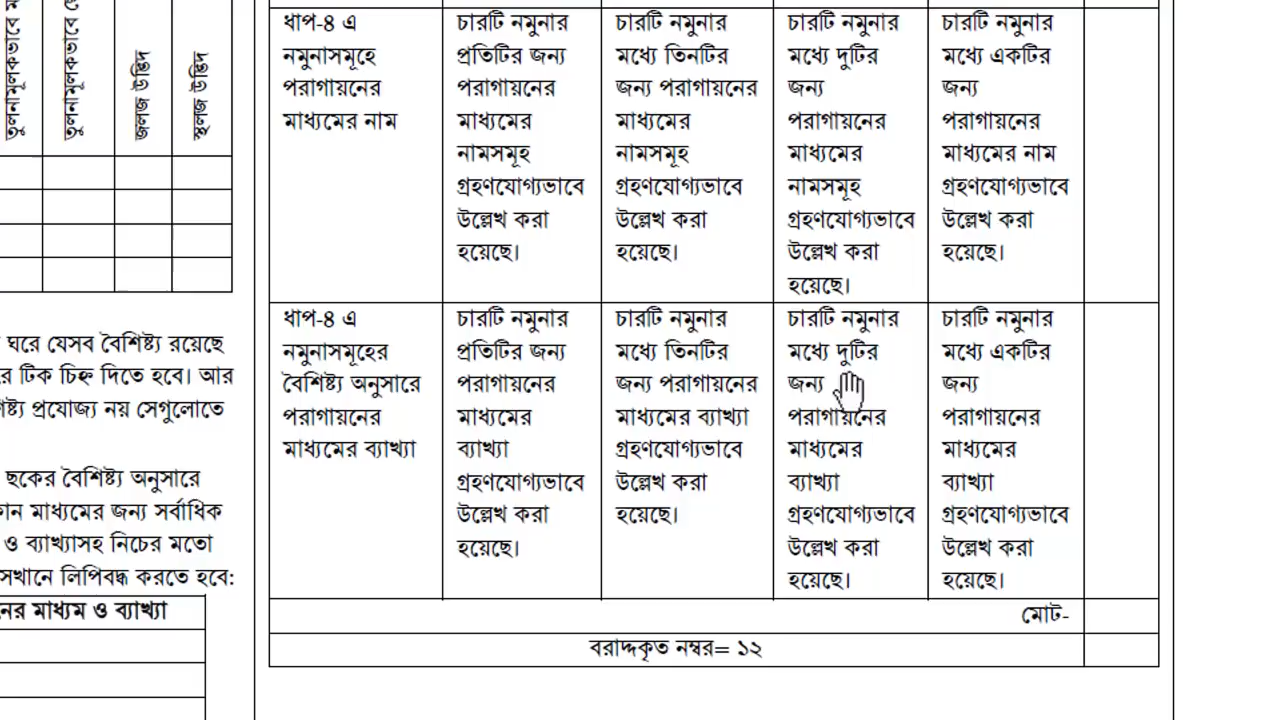 তুলনামূলকভাবে
তুলনামূলকভাবে
জলজ উদ্ভিদ
স্থলজ উদ্ভিদ
ঘরে যেসব বৈশিষ্ট্য রয়েছে
টিক চিহ্ন দিতে হবে। আর
প্রযোজ্য নয় সেগুলোতে
ছকের বৈশিষ্ট্য অনুসারে
মাধ্যমের জন্য সর্বাধিক
ও ব্যাখ্যাসহ নিচের মতো
লিপিবদ্ধ করতে হবে:
মাধ্যম ও ব্যাখ্যা
ধাপ-৪ এ
নমুনাসমূহে
পরাগায়নের
মাধ্যমের নাম
চারটি নমুনার
প্রতিটির জন্য
পরাগায়নের
মাধ্যমের
নামসমূহ
গ্রহণযোগ্যভাবে
উল্লেখ করা
হয়েছে।
চারটি নমুনার
মধ্যে তিনটির
জন্য পরাগায়নের
মাধ্যমের
নামসমূহ
গ্রহণযোগ্যভাবে
উল্লেখ করা
হয়েছে।
চারটি নমুনার
মধ্যে দুটির
জন্য
পরাগায়নের
মাধ্যমের
নামসমূহ
গ্রহণযোগ্যভাবে
উল্লেখ করা
হয়েছে।
চারটি নমুনার
মধ্যে একটির
জন্য
পরাগায়নের
মাধ্যমের নাম
গ্রহণযোগ্যভাবে
উল্লেখ করা
হয়েছে।
ধাপ-৪ এ
নমুনাসমূহের
বৈশিষ্ট্য অনুসারে
পরাগায়নের
মাধ্যমের ব্যাখ্যা
চারটি নমুনার
প্রতিটির জন্য
পরাগায়নের
মাধ্যমের
ব্যাখ্যা
গ্রহণযোগ্যভাবে
উল্লেখ করা
হয়েছে।
চারটি নমুনার
মধ্যে তিনটির
জন্য পরাগায়নের
মাধ্যমের ব্যাখ্যা
গ্রহণযোগ্যভাবে
উল্লেখ করা
হয়েছে।
চারটি নমুনার
মধ্যে দুটির
জন্য
পরাগায়নের
মাধ্যমের
ব্যাখ্যা
গ্রহণযোগ্যভাবে
উল্লেখ করা
হয়েছে।
চারটি নমুনার
মধ্যে একটির
জন্য
পরাগায়নের
মাধ্যমের
ব্যাখ্যা
গ্রহণযোগ্যভাবে
উল্লেখ করা
হয়েছে।
মোট-
বরাদ্দকৃত নম্বর= ১২